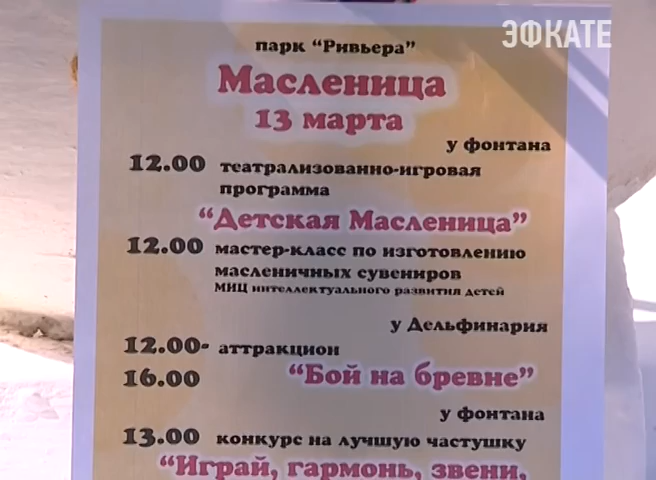 ЭФКАТЕ
парк “Ривьера”
Масленица
13 марта
у фонтана
12.00 театрализованно-игровая
программа
“Детская Масленица”
12.00 мастер-класс по изготовлению
масленичных сувениров
МИЦ интеллектуального развития детей
у Дельфинария
12.00- аттракцион
16.00 “Бой на бревне”
у фонтана
13.00 конкурс на лучшую частушку
“Играй, гармонь, звени,